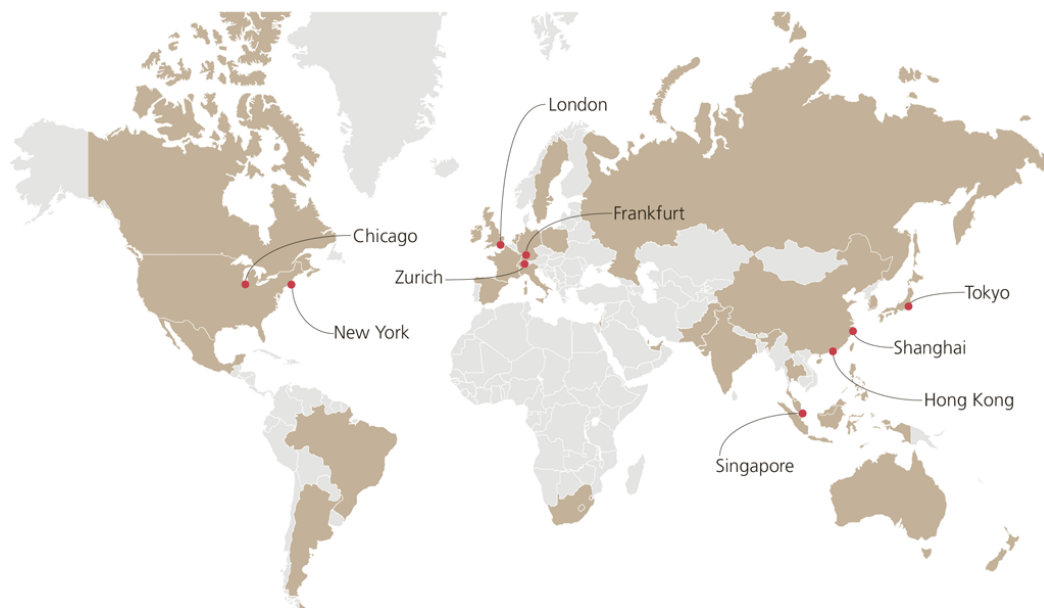 London
Frankfurt
Chicago
Zurich
Tokyo
New York
Shanghai
Hong Kong
Singapore